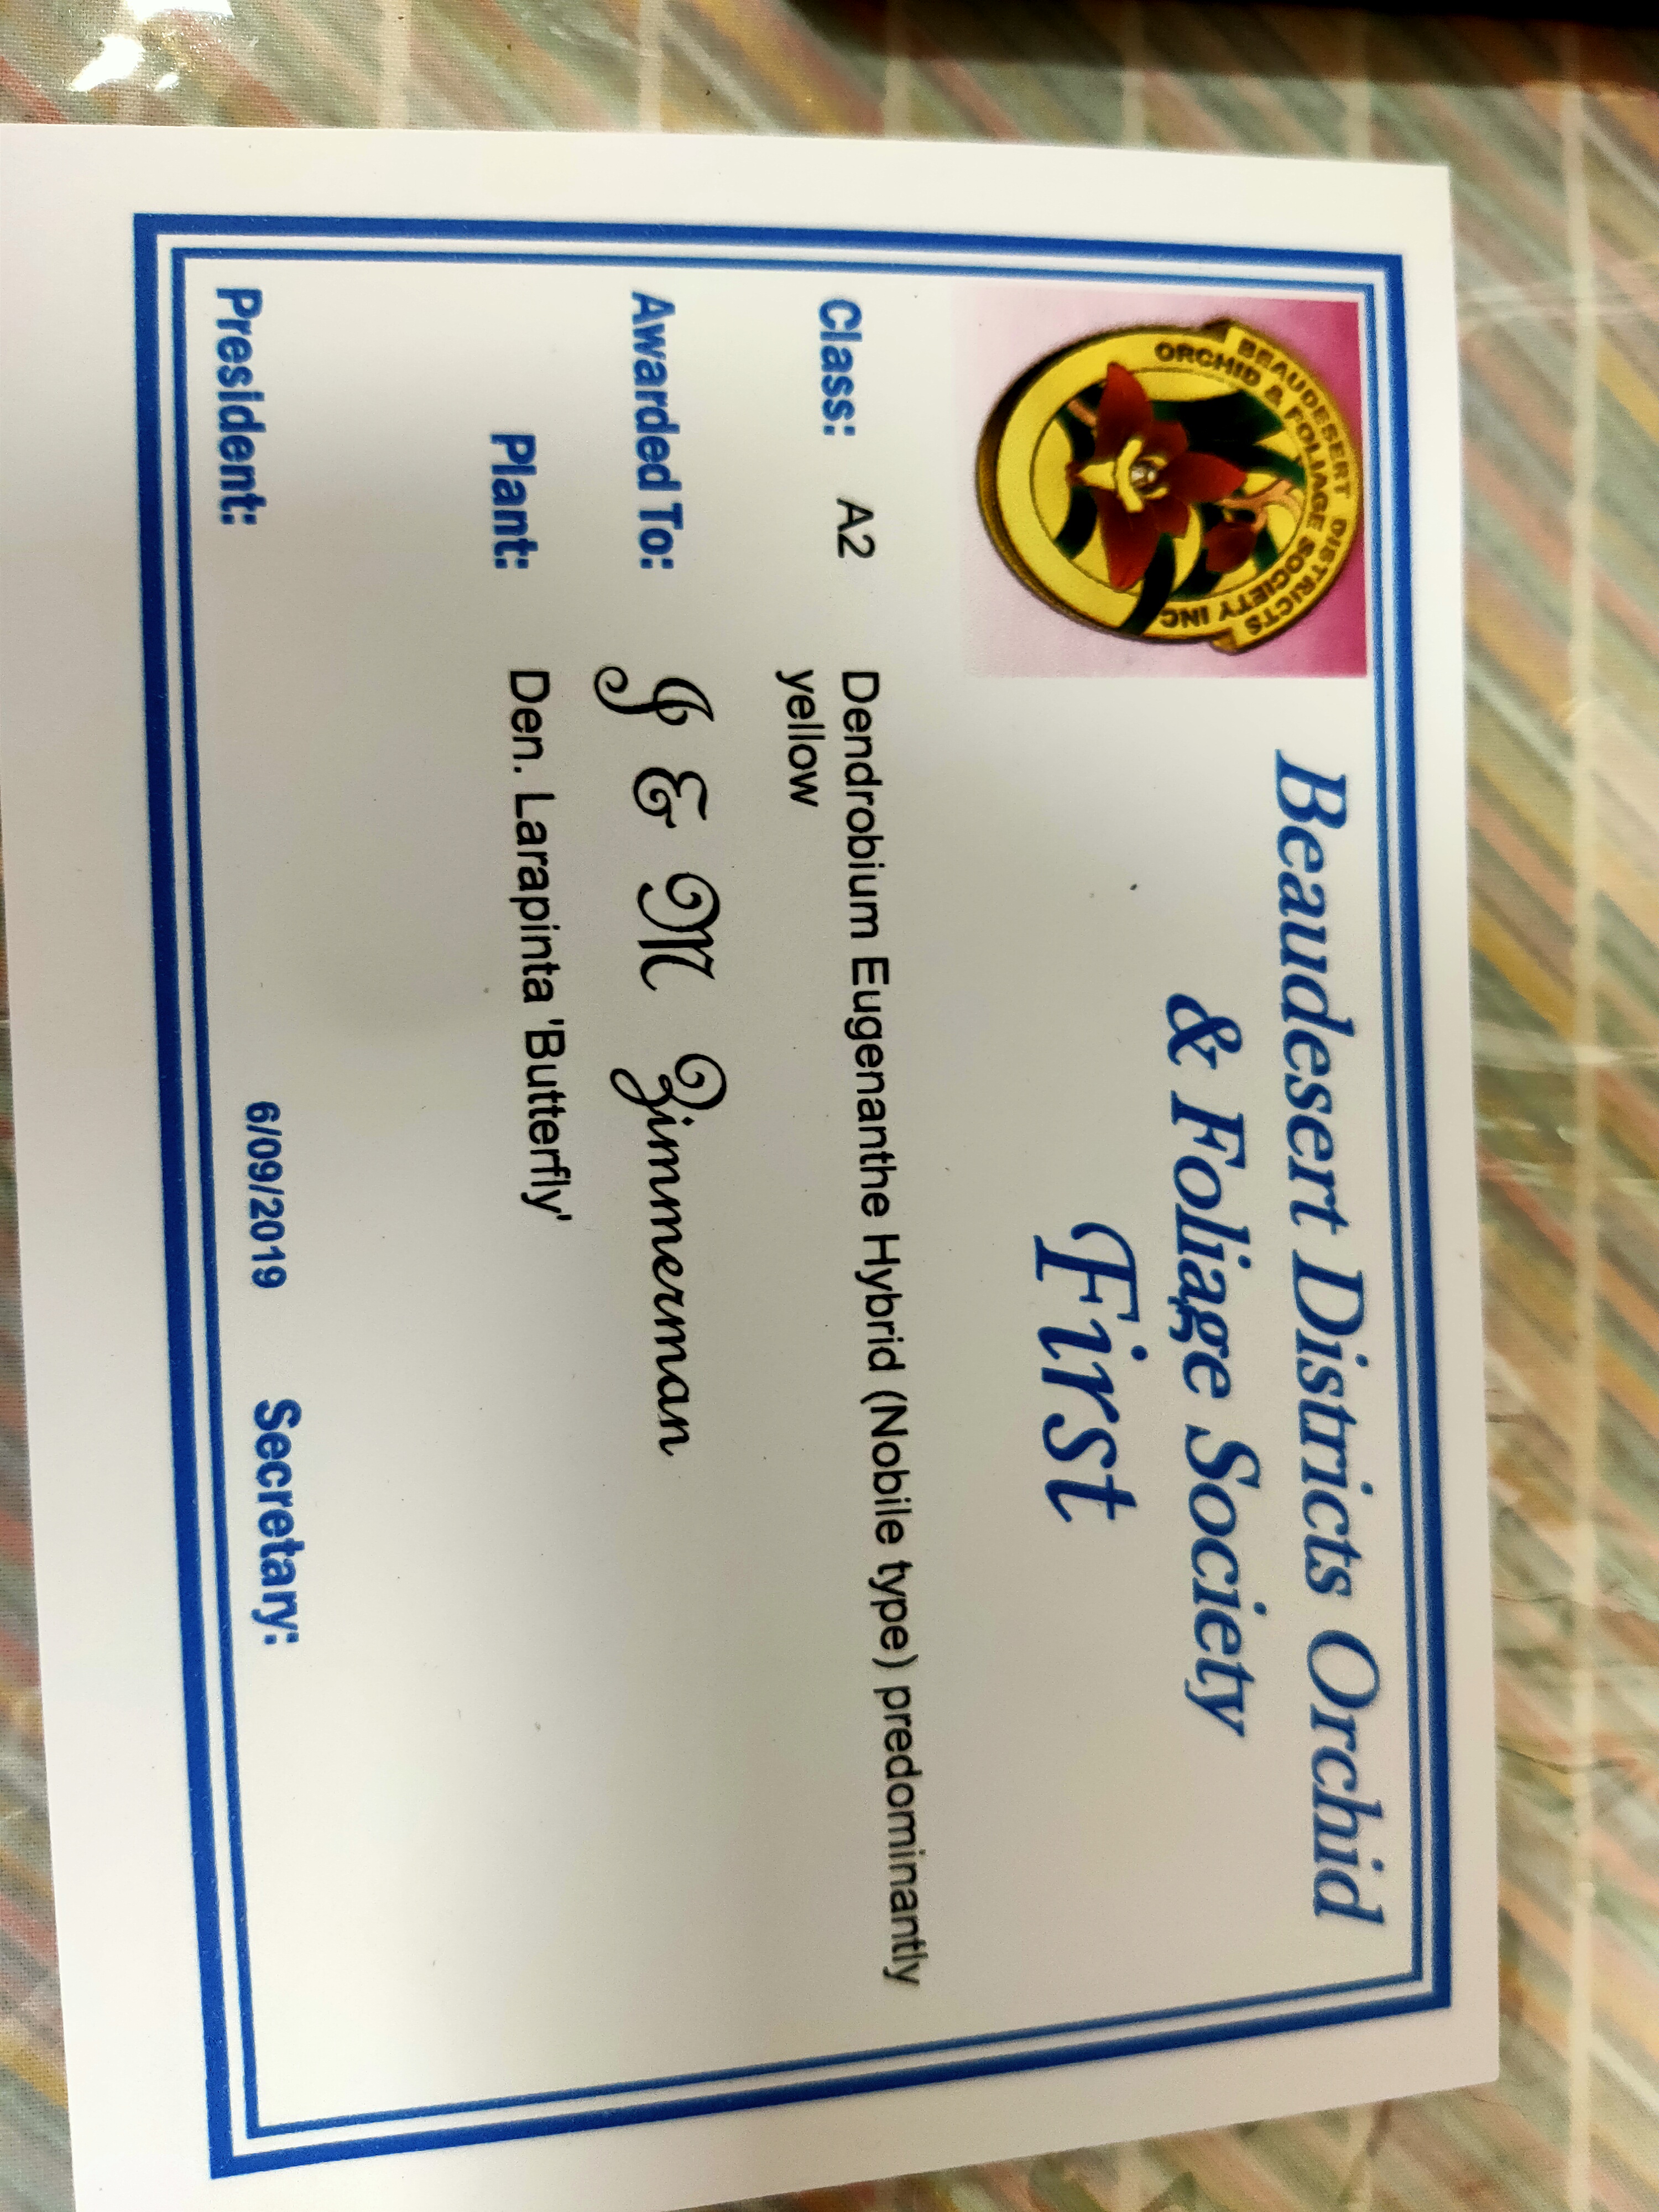 BEAUDESERT DISTRICTS
ORCHID & FOLIAGE SOCIETY INC
Beaudesert Districts Orchid
& Foliage Society
First
Class: A2 Dendrobium Eugenanthe Hybrid (Nobile type) predominantly
yellow
Awarded To: J & M Zimmerman
Plant: Den. Larapinta 'Butterfly'
President: 6/09/2019 Secretary: